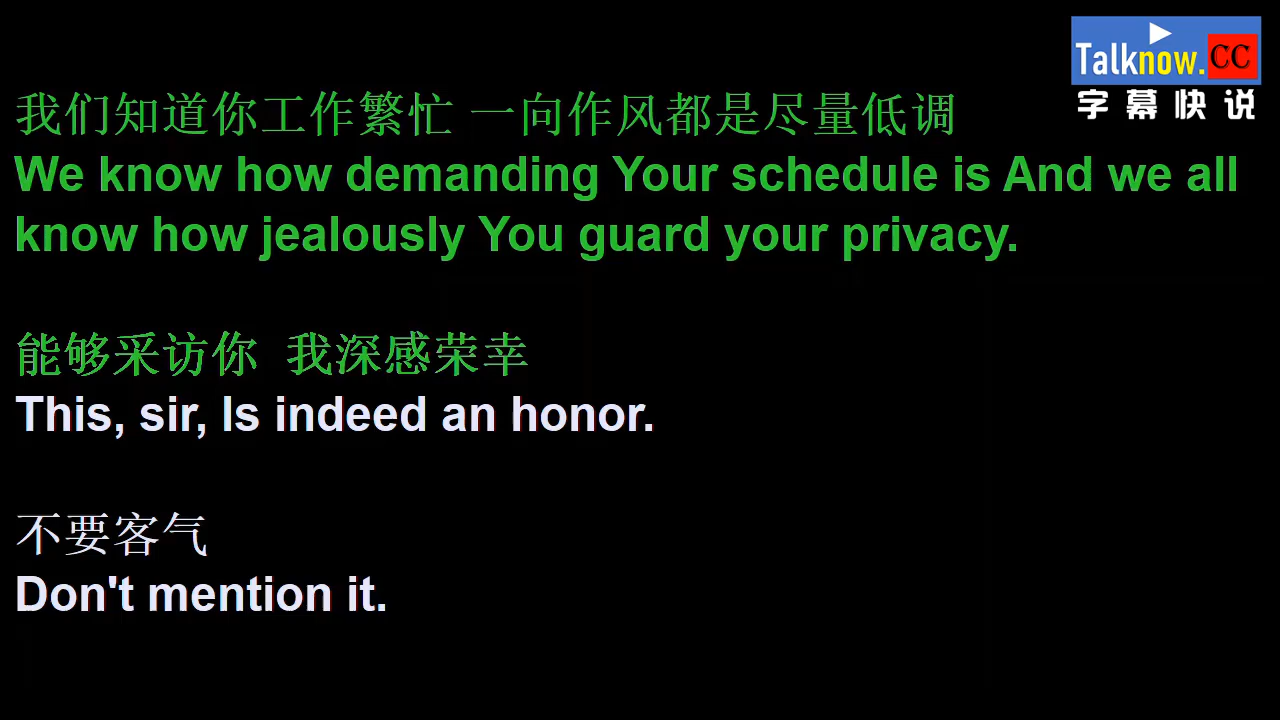 Talknow.CC
字幕快说
我们知道你工作繁忙 一向作风都是尽量低调
We know how demanding Your schedule is And we all
know how jealously You guard your privacy.
能够采访你 我深感荣幸
This, sir, Is indeed an honor.
不要客气
Don't mention it.